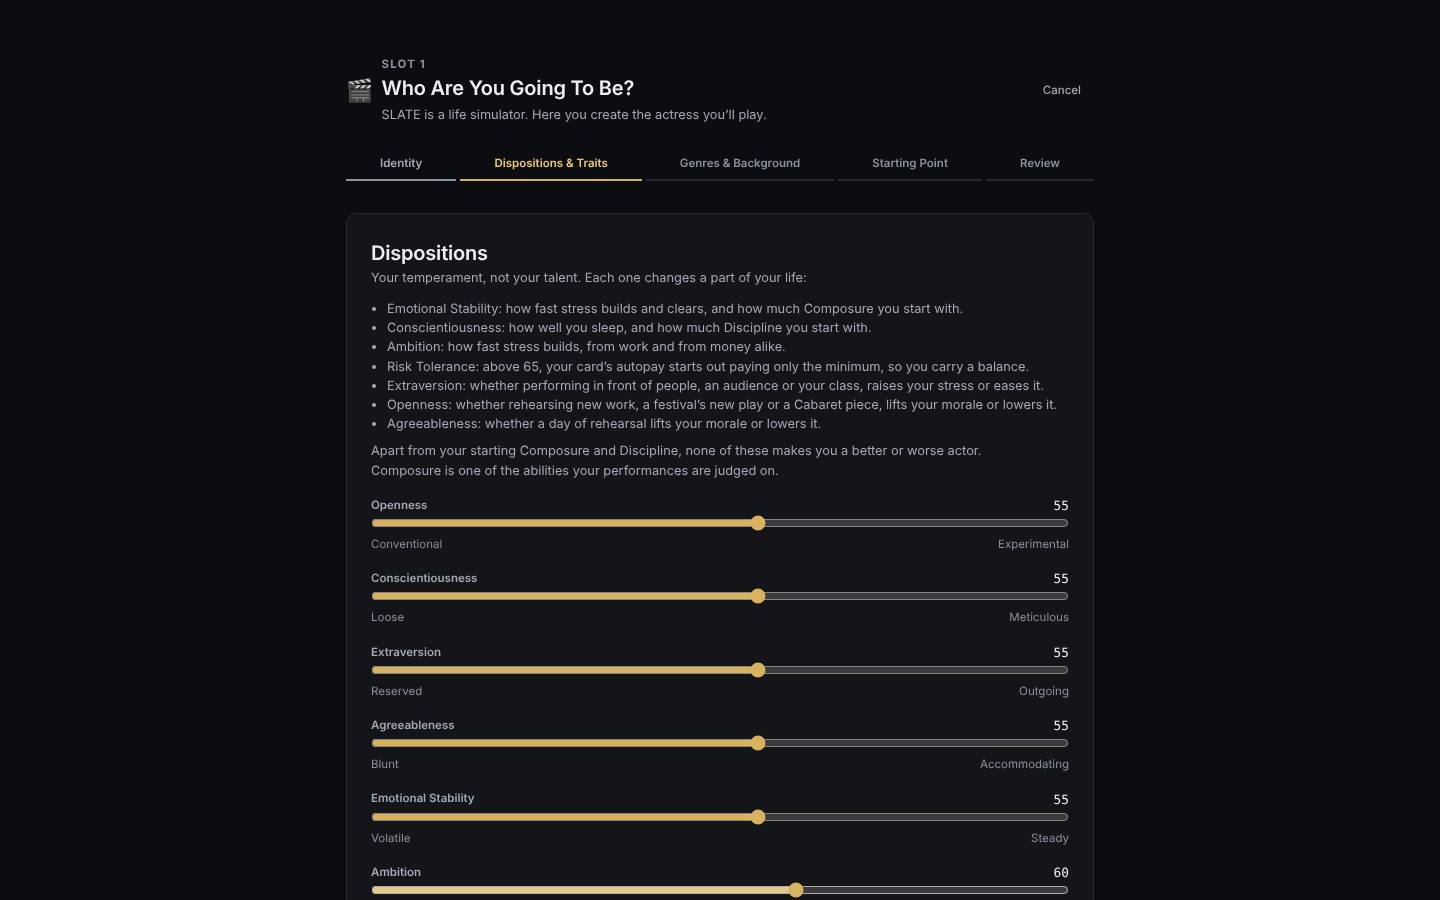 SLOT 1
Who Are You Going To Be?
SLATE is a life simulator. Here you create the actress you’ll play.
Cancel
Identity
Dispositions & Traits
Genres & Background
Starting Point
Review
Dispositions
Your temperament, not your talent. Each one changes a part of your life:
• Emotional Stability: how fast stress builds and clears, and how much Composure you start with.
• Conscientiousness: how well you sleep, and how much Discipline you start with.
• Ambition: how fast stress builds, from work and from money alike.
• Risk Tolerance: above 65, your card’s autopay starts out paying only the minimum, so you carry a balance.
• Extraversion: whether performing in front of people, an audience or your class, raises your stress or eases it.
• Openness: whether rehearsing new work, a festival’s new play or a Cabaret piece, lifts your morale or lowers it.
• Agreeableness: whether a day of rehearsal lifts your morale or lowers it.
Apart from your starting Composure and Discipline, none of these makes you a better or worse actor.
Composure is one of the abilities your performances are judged on.
Openness 55
Conventional Experimental
Conscientiousness 55
Loose Meticulous
Extraversion 55
Reserved Outgoing
Agreeableness 55
Blunt Accommodating
Emotional Stability 55
Volatile Steady
Ambition 60